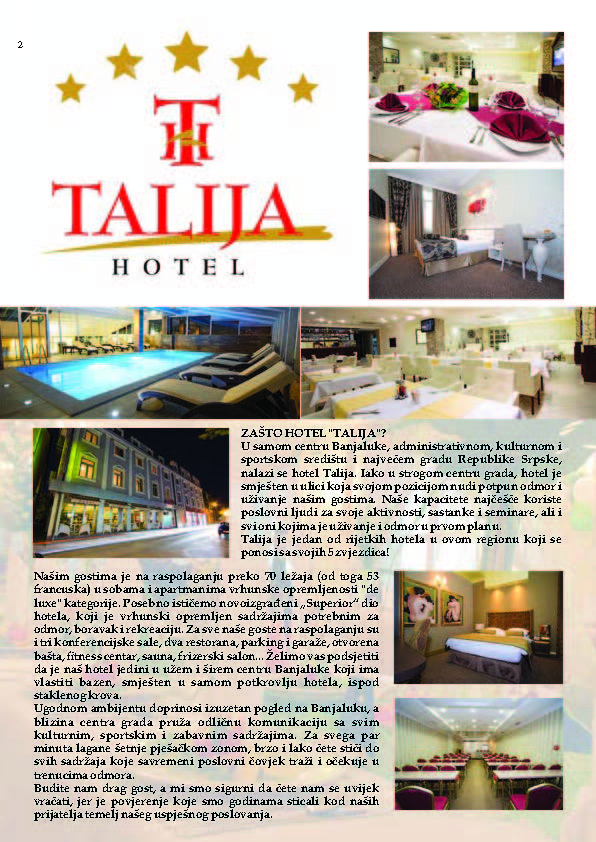 2
TALIJA
HOTEL
ZAŠTO HOTEL "TALIJA"?
U samom centru Banjaluke, administrativnom, kulturnom i
sportskom središtu i najvećem gradu Republike Srpske,
nalazi se hotel Talija. Iako u strogom centru grada, hotel je
smješten u ulici koja svojom pozicijom nudi potpun odmor i
uživanje našim gostima. Naše kapacitete najčešće koriste
poslovni ljudi za svoje aktivnosti, sastanke i seminare, ali i
svi oni kojima je uživanje i odmor u prvom planu.
Talija je jedan od rijetkih hotela u ovom regionu koji se
ponosi sa svojih 5 zvjezdica!
Našim gostima je na raspolaganju preko 70 ležaja (od toga 53
francuska) u sobama i apartmanima vrhunske opremljenosti "de
luxe" kategorije. Posebno ističemo novoizgrađeni „Superior“ dio
hotela, koji je vrhunski opremljen sadržajima potrebnim za
odmor, boravak i rekreaciju. Za sve naše goste na raspolaganju su
i tri konferencijske sale, dva restorana, parking i garaže, otvorena
bašta, fitness centar, sauna, frizerski salon... Želimo vas podsjetiti
da je naš hotel jedini u užem i širem centru Banjaluke koji ima
vlastiti bazen, smješten u samom potkrovlju hotela, ispod
staklenog krova.
Ugodnom ambijentu doprinosi izuzetan pogled na Banjaluku, a
blizina centra grada pruža odličnu komunikaciju sa svim
kulturnim, sportskim i zabavnim sadržajima. Za svega par
minuta lagane šetnje pješačkom zonom, brzo i lako ćete stići do
svih sadržaja koje savremeni poslovni čovjek traži i očekuje u
trenucima odmora.
Budite nam drag gost, a mi smo sigurni da ćete nam se uvijek
vraćati, jer je povjerenje koje smo godinama sticali kod naših
prijatelja temelj našeg uspješnog poslovanja.